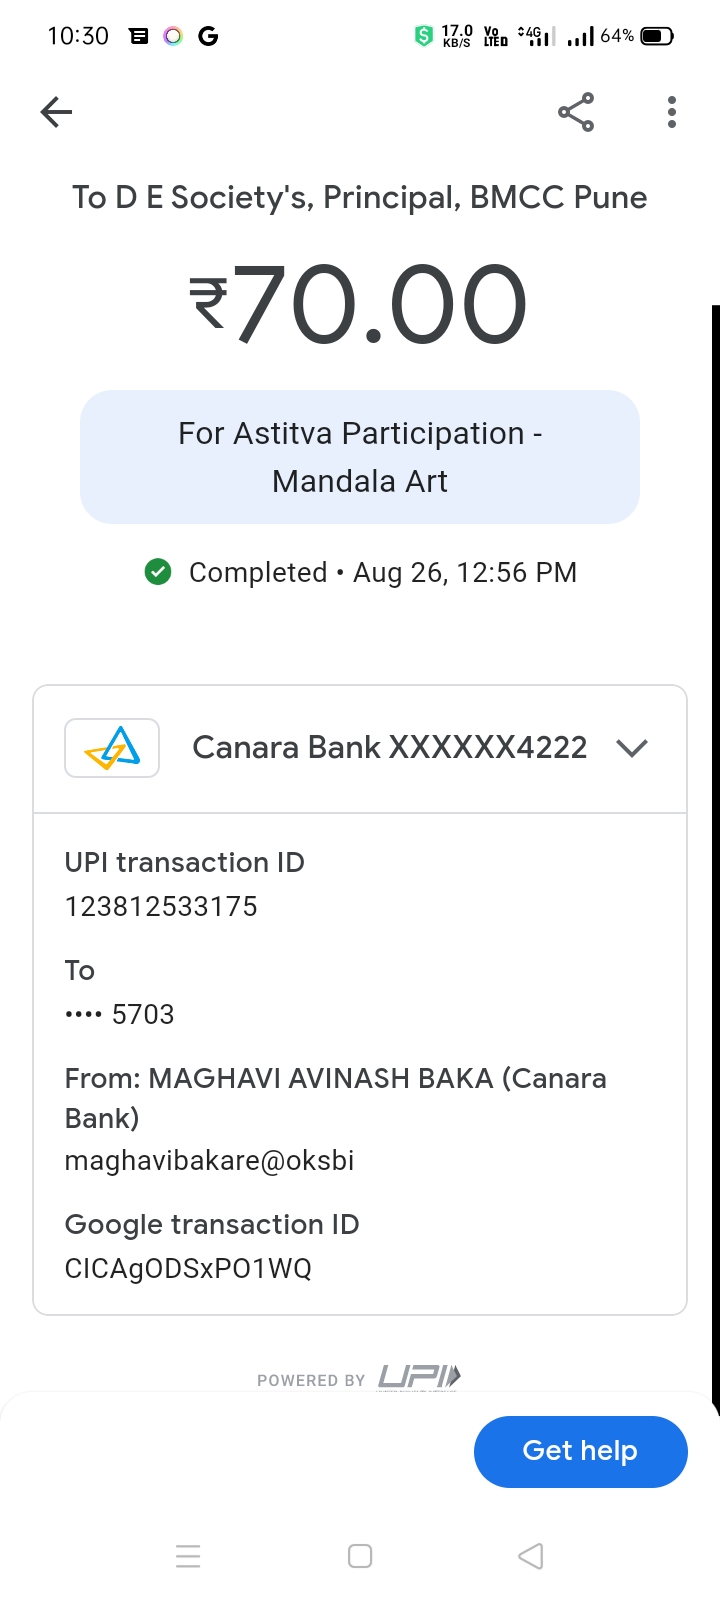 10:30 G $ 17.0 KB/S Vo LTE 4G 64%
To D E Society's, Principal, BMCC Pune
₹70.00
For Astitva Participation -
Mandala Art
Completed • Aug 26, 12:56 PM
Canara Bank XXXXXX4222
UPI transaction ID
123812533175
To
•••• 5703
From: MAGHAVI AVINASH BAKA (Canara
Bank)
maghavibakare@oksbi
Google transaction ID
CICAgODSxPO1WQ
POWERED BY UPI
Get help